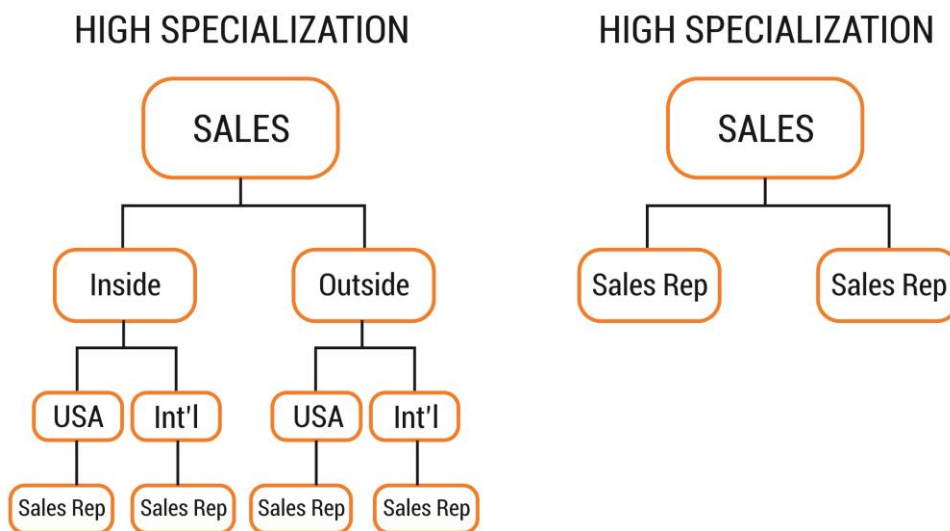 HIGH SPECIALIZATION
SALES
Inside
Outside
USA
Int'l
USA
Int'l
Sales Rep
Sales Rep
Sales Rep
Sales Rep
HIGH SPECIALIZATION
SALES
Sales Rep
Sales Rep